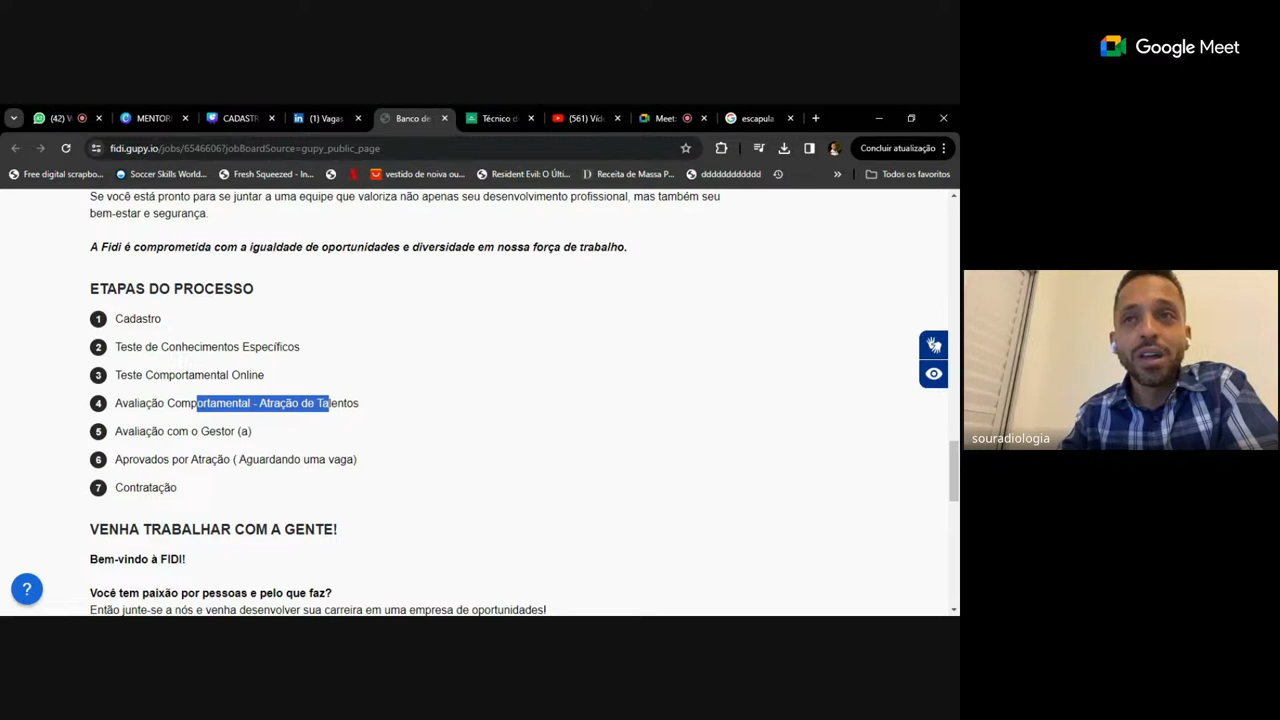 Google Meet
(42) W
MENTOR
CADASTR
(1) Vagas
Banco de
Técnico d
(561) Víde
Meet:
escapula
fidi.gupy.io/jobs/6546606?jobBoardSource=gupy_public_page
Concluir atualização
Free digital scrapbo...
Soccer Skills World...
Fresh Squeezed - In...
vestido de noiva ou...
Resident Evil: O Últi...
Receita de Massa P...
dddddddddddd
Todos os favoritos
Se você está pronto para se juntar a uma equipe que valoriza não apenas seu desenvolvimento profissional, mas também seu
bem-estar e segurança.
A Fidi é comprometida com a igualdade de oportunidades e diversidade em nossa força de trabalho.
ETAPAS DO PROCESSO
1 Cadastro
2 Teste de Conhecimentos Específicos
3 Teste Comportamental Online
4 Avaliação Comportamental - Atração de Talentos
5 Avaliação com o Gestor (a)
6 Aprovados por Atração ( Aguardando uma vaga)
7 Contratação
VENHA TRABALHAR COM A GENTE!
Bem-vindo à FIDI!
Você tem paixão por pessoas e pelo que faz?
Então junte-se a nós e venha desenvolver sua carreira em uma empresa de oportunidades!
?
souradiologia